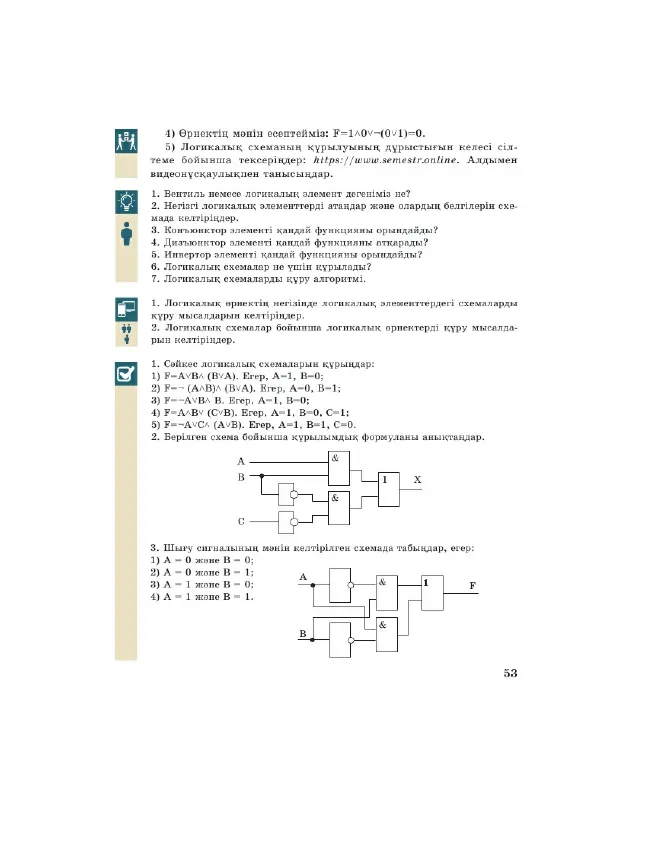 4) Өрнектің мәнін есептейміз: F=1∧0∨¬(0∨1)=0.
5) Логикалық схеманың құрылуының дұрыстығын келесі сіл-
теме бойынша тексеріңдер: https://www.semestr.online. Алдымен
видеонұсқаулықпен танысыңдар.
1. Вентиль немесе логикалық элемент дегеніміз не?
2. Негізгі логикалық элементтерді атаңдар және олардың белгілерін схе-
мада келтіріңдер.
3. Конъюнктор элементі қандай функцияны орындайды?
4. Дизъюнктор элементі қандай функцияны атқарады?
5. Инвертор элементі қандай функцияны орындайды?
6. Логикалық схемалар не үшін құрылады?
7. Логикалық схемаларды құру алгоритмі.
1. Логикалық өрнектің негізінде логикалық элементтердегі схемаларды
құру мысалдарын келтіріңдер.
2. Логикалық схемалар бойынша логикалық өрнектерді құру мысалда-
рын келтіріңдер.
1. Сәйкес логикалық схемаларын құрыңдар:
1) F=A∨B∧ (B∨A). Егер, A=1, B=0;
2) F=¬ (A∧B)∧ (B∨A). Егер, A=0, B=1;
3) F=¬A∨B∧ B. Егер, A=1, B=0;
4) F=A∧B∨ (C∨B). Егер, A=1, B=0, C=1;
5) F=¬A∨C∧ (A∨B). Егер, A=1, B=1, C=0.
2. Берілген схема бойынша құрылымдық формуланы анықтаңдар.
A
&
B
1
X
&
C
3. Шығу сигналының мәнін келтірілген схемада табыңдар, егер:
1) A = 0 және B = 0;
2) A = 0 және B = 1;
3) A = 1 және B = 0;
4) A = 1 және B = 1.
A
&
1
F
&
B
53